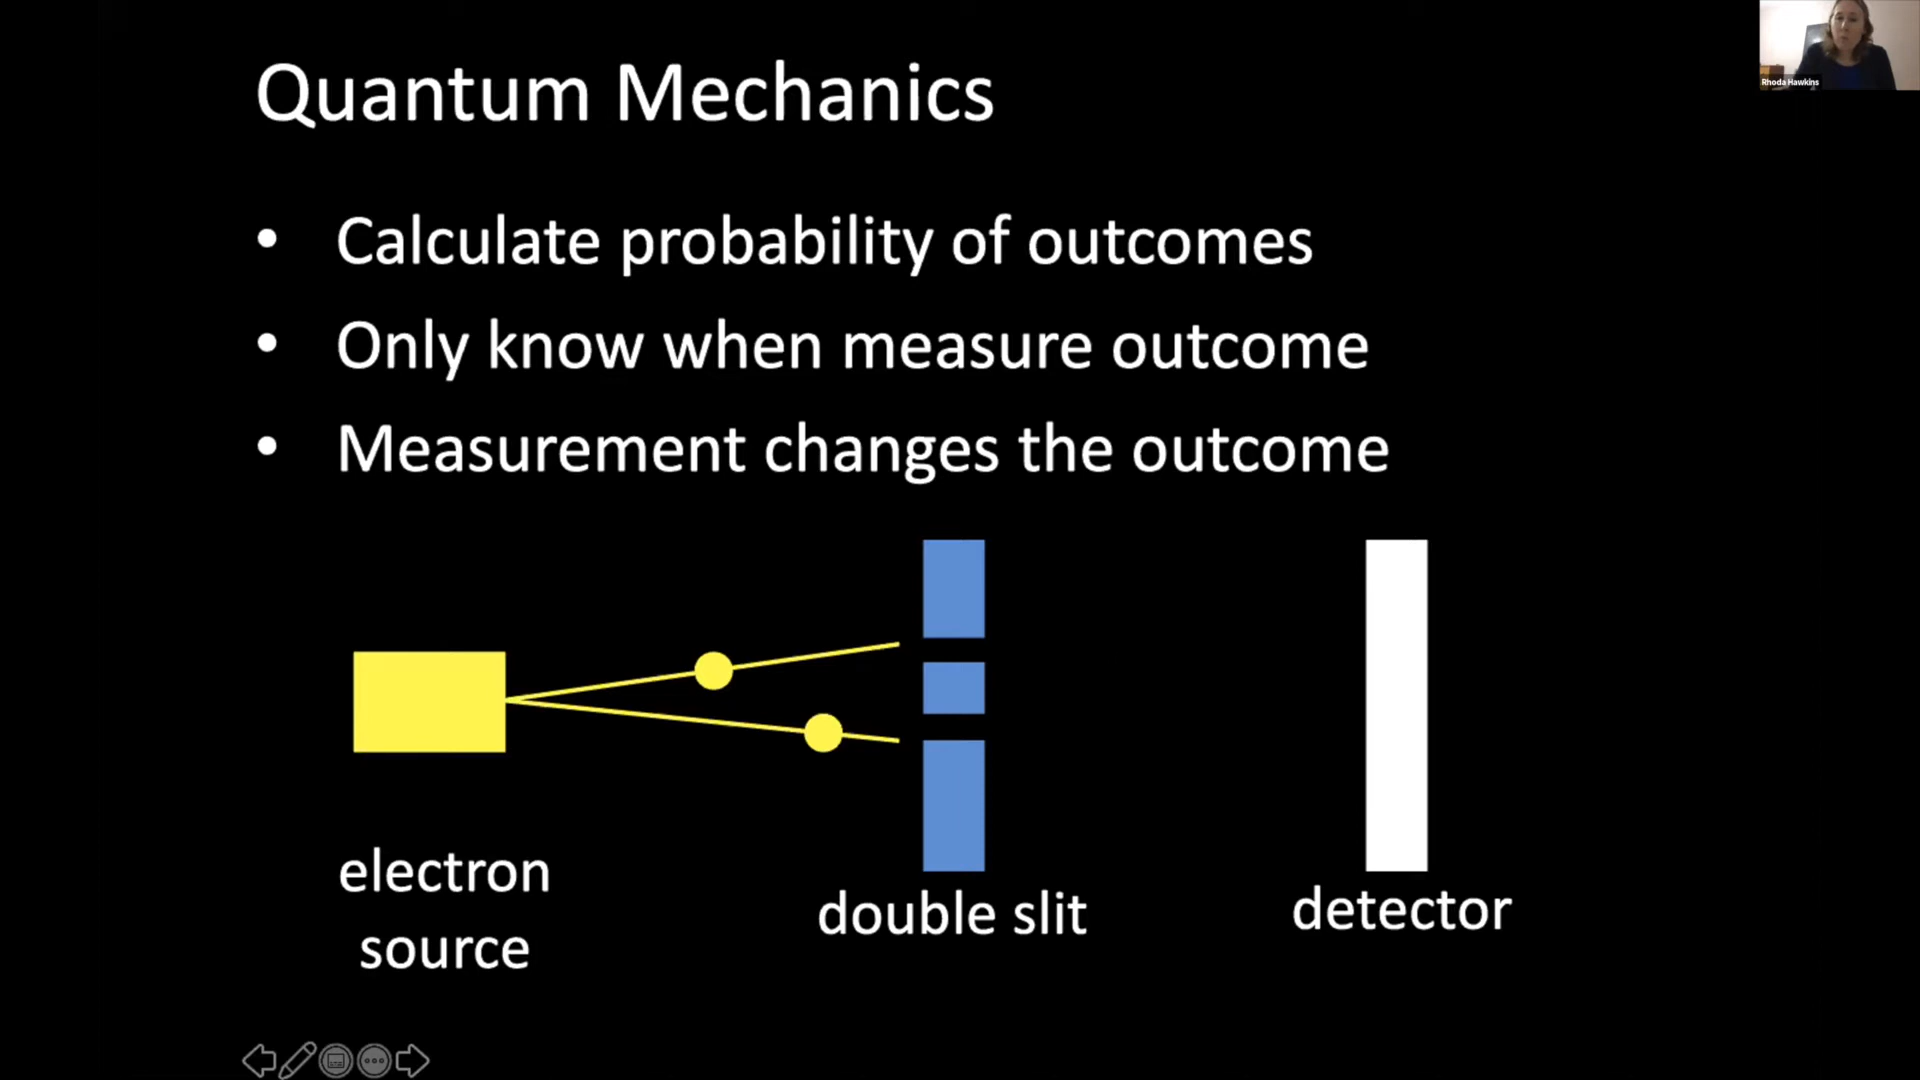 Quantum Mechanics
• Calculate probability of outcomes
• Only know when measure outcome
• Measurement changes the outcome
electron
source
double slit
detector
Rhoda Hawkins